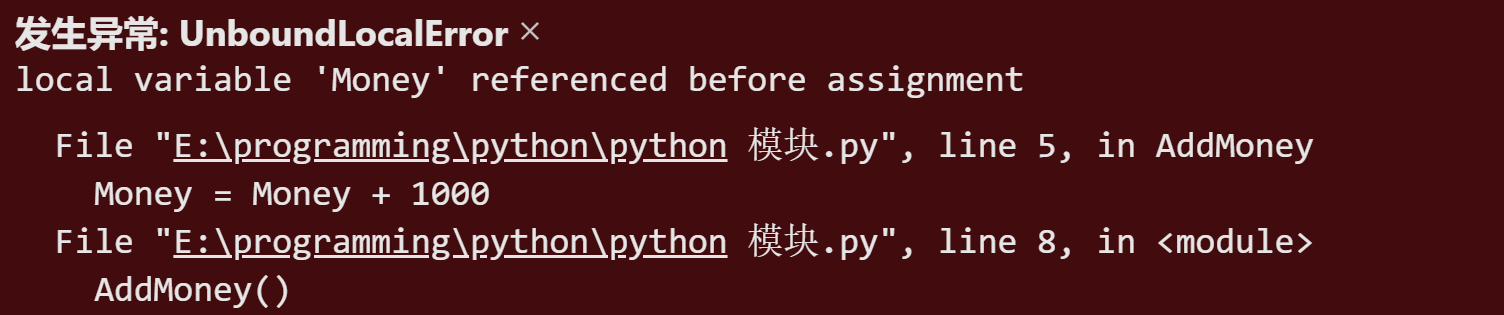 发生异常: UnboundLocalError ×
local variable 'Money' referenced before assignment
File "E:\programming\python\python 模块.py", line 5, in AddMoney
Money = Money + 1000
File "E:\programming\python\python 模块.py", line 8, in <module>
AddMoney()